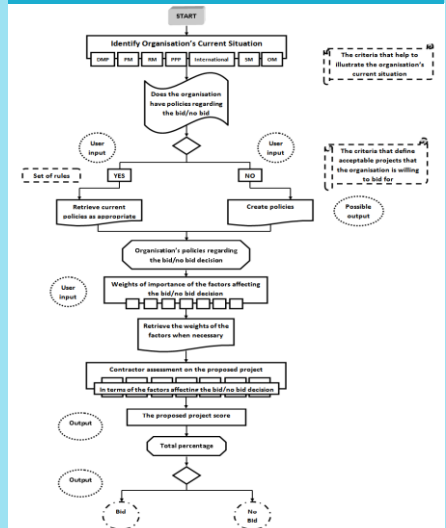 START
Identify Organisation's Current Situation
DMP PM RM PPP International SM OM
The criteria that help to
illustrate the organisation's
current situation
Does the organisation
have policies regarding
the bid/no bid
User
input
User
input
The criteria that define
acceptable projects that
the organisation is willing
to bid for
Set of rules
YES
NO
Retrieve current
policies as appropriate
Create policies
Possible
output
Organisation's policies regarding
the bid/no bid decision
User
input
Weights of importance of the factors affecting
the bid/no bid decision
Retrieve the weights of the
factors when necessary
Contractor assessment on the proposed project
In terms of the factors affecting the bid/no bid decision
Output
The proposed project score
Total percentage
Output
Bid
No
Bid